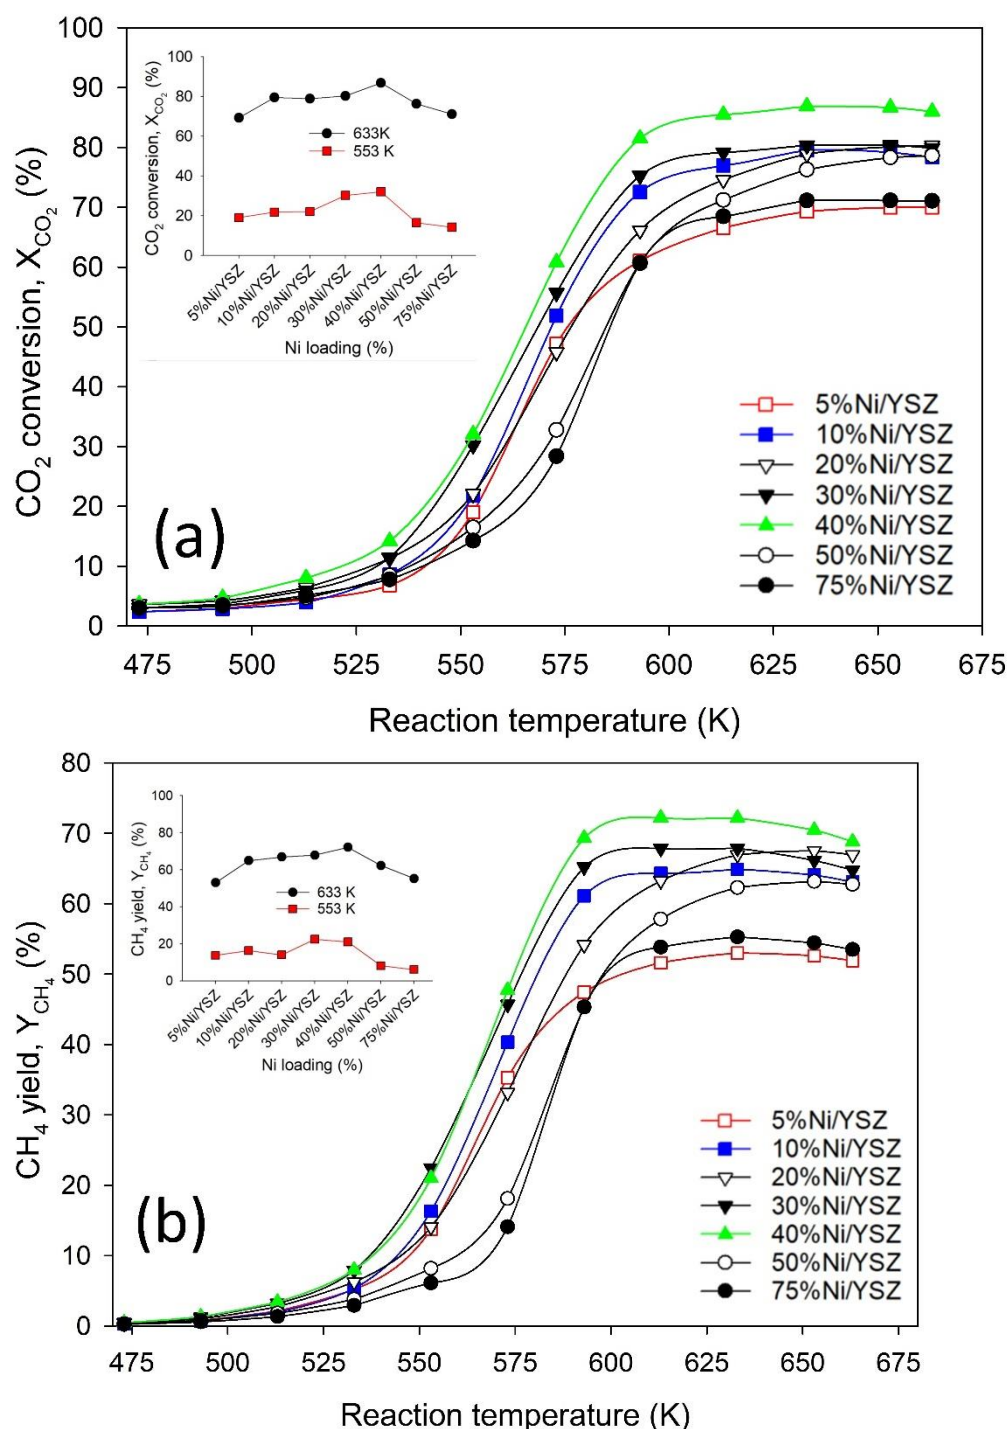 100
90
80
70
60
50
40
30
20
10
0
CO₂ conversion, X_CO₂ (%)
100
80
60
40
20
0
CO₂ conversion, X_CO₂ (%)
633K
553 K
5%Ni/YSZ
10%Ni/YSZ
20%Ni/YSZ
30%Ni/YSZ
40%Ni/YSZ
50%Ni/YSZ
75%Ni/YSZ
Ni loading (%)
5%Ni/YSZ
10%Ni/YSZ
20%Ni/YSZ
30%Ni/YSZ
40%Ni/YSZ
50%Ni/YSZ
75%Ni/YSZ
(a)
475 500 525 550 575 600 625 650 675
Reaction temperature (K)
80
70
60
50
40
30
20
10
0
CH₄ yield, Y_CH₄ (%)
100
80
60
40
20
0
CH₄ yield, Y_CH₄ (%)
633 K
553 K
5%Ni/YSZ
10%Ni/YSZ
20%Ni/YSZ
30%Ni/YSZ
40%Ni/YSZ
50%Ni/YSZ
75%Ni/YSZ
Ni loading (%)
5%Ni/YSZ
10%Ni/YSZ
20%Ni/YSZ
30%Ni/YSZ
40%Ni/YSZ
50%Ni/YSZ
75%Ni/YSZ
(b)
475 500 525 550 575 600 625 650 675
Reaction temperature (K)